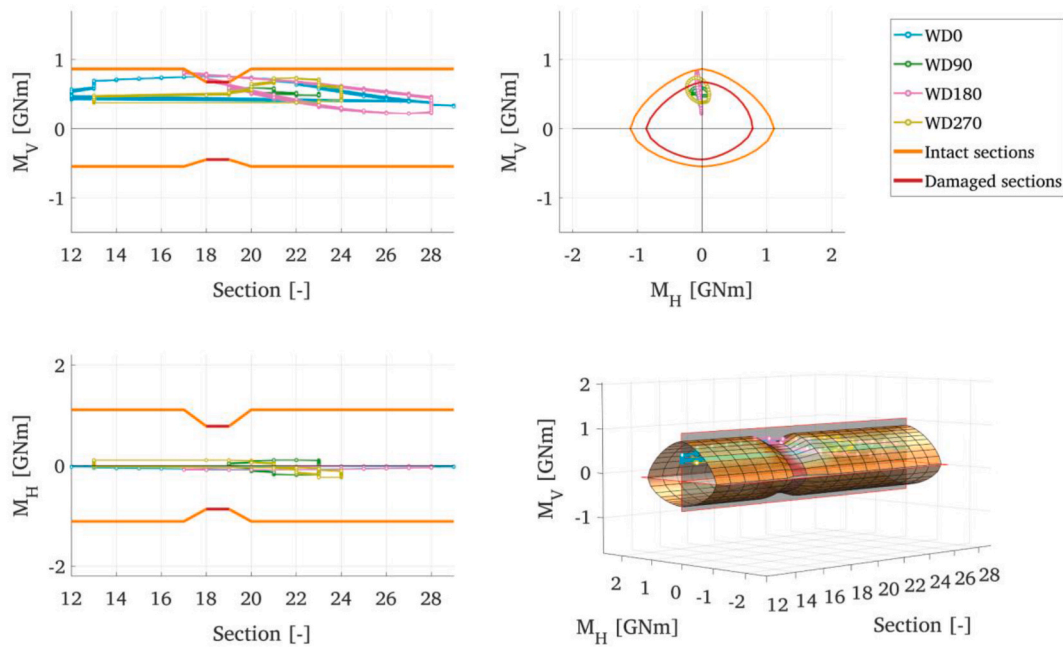 1
0
-1
M_V [GNm]
12 14 16 18 20 22 24 26 28
Section [-]
1
0
-1
M_V [GNm]
-2 -1 0 1 2
M_H [GNm]
WD0
WD90
WD180
WD270
Intact sections
Damaged sections
2
0
-2
M_H [GNm]
12 14 16 18 20 22 24 26 28
Section [-]
2
1
0
-1
M_V [GNm]
2 1 0 -1 -2
M_H [GNm]
12 14 16 18 20 22 24 26 28
Section [-]